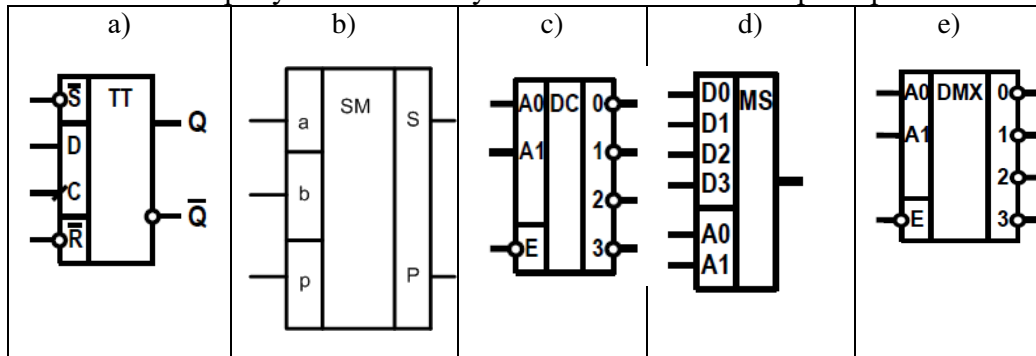 a) b) c) d) e)
S̅ TT
D
C
R̅
Q
Q̅
SM
a
b
p
S
P
A0 DC 0
A1 1
2
E 3
D0 MS
D1
D2
D3
A0
A1
A0 DMX 0
A1 1
2
E 3